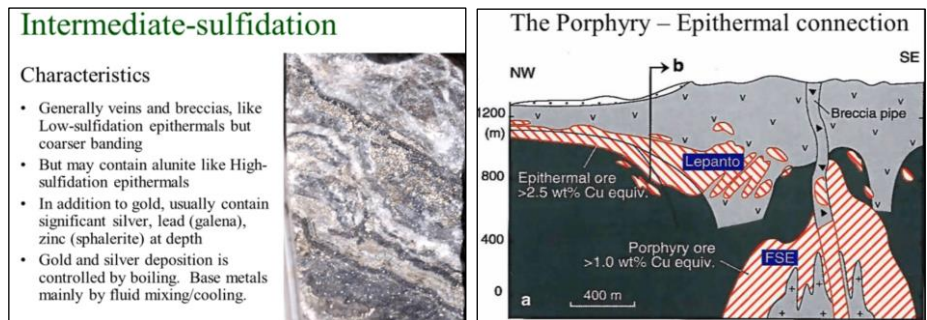 Intermediate-sulfidation
Characteristics
• Generally veins and breccias, like
Low-sulfidation epithermals but
coarser banding
• But may contain alunite like High-
sulfidation epithermals
• In addition to gold, usually contain
significant silver, lead (galena),
zinc (sphalerite) at depth
• Gold and silver deposition is
controlled by boiling. Base metals
mainly by fluid mixing/cooling.
The Porphyry – Epithermal connection
NW
SE
b
1200
(m)
Breccia pipe
Lepanto
Epithermal ore
>2.5 wt% Cu equiv.
800
400
Porphyry ore
>1.0 wt% Cu equiv.
FSE
0
a
400 m